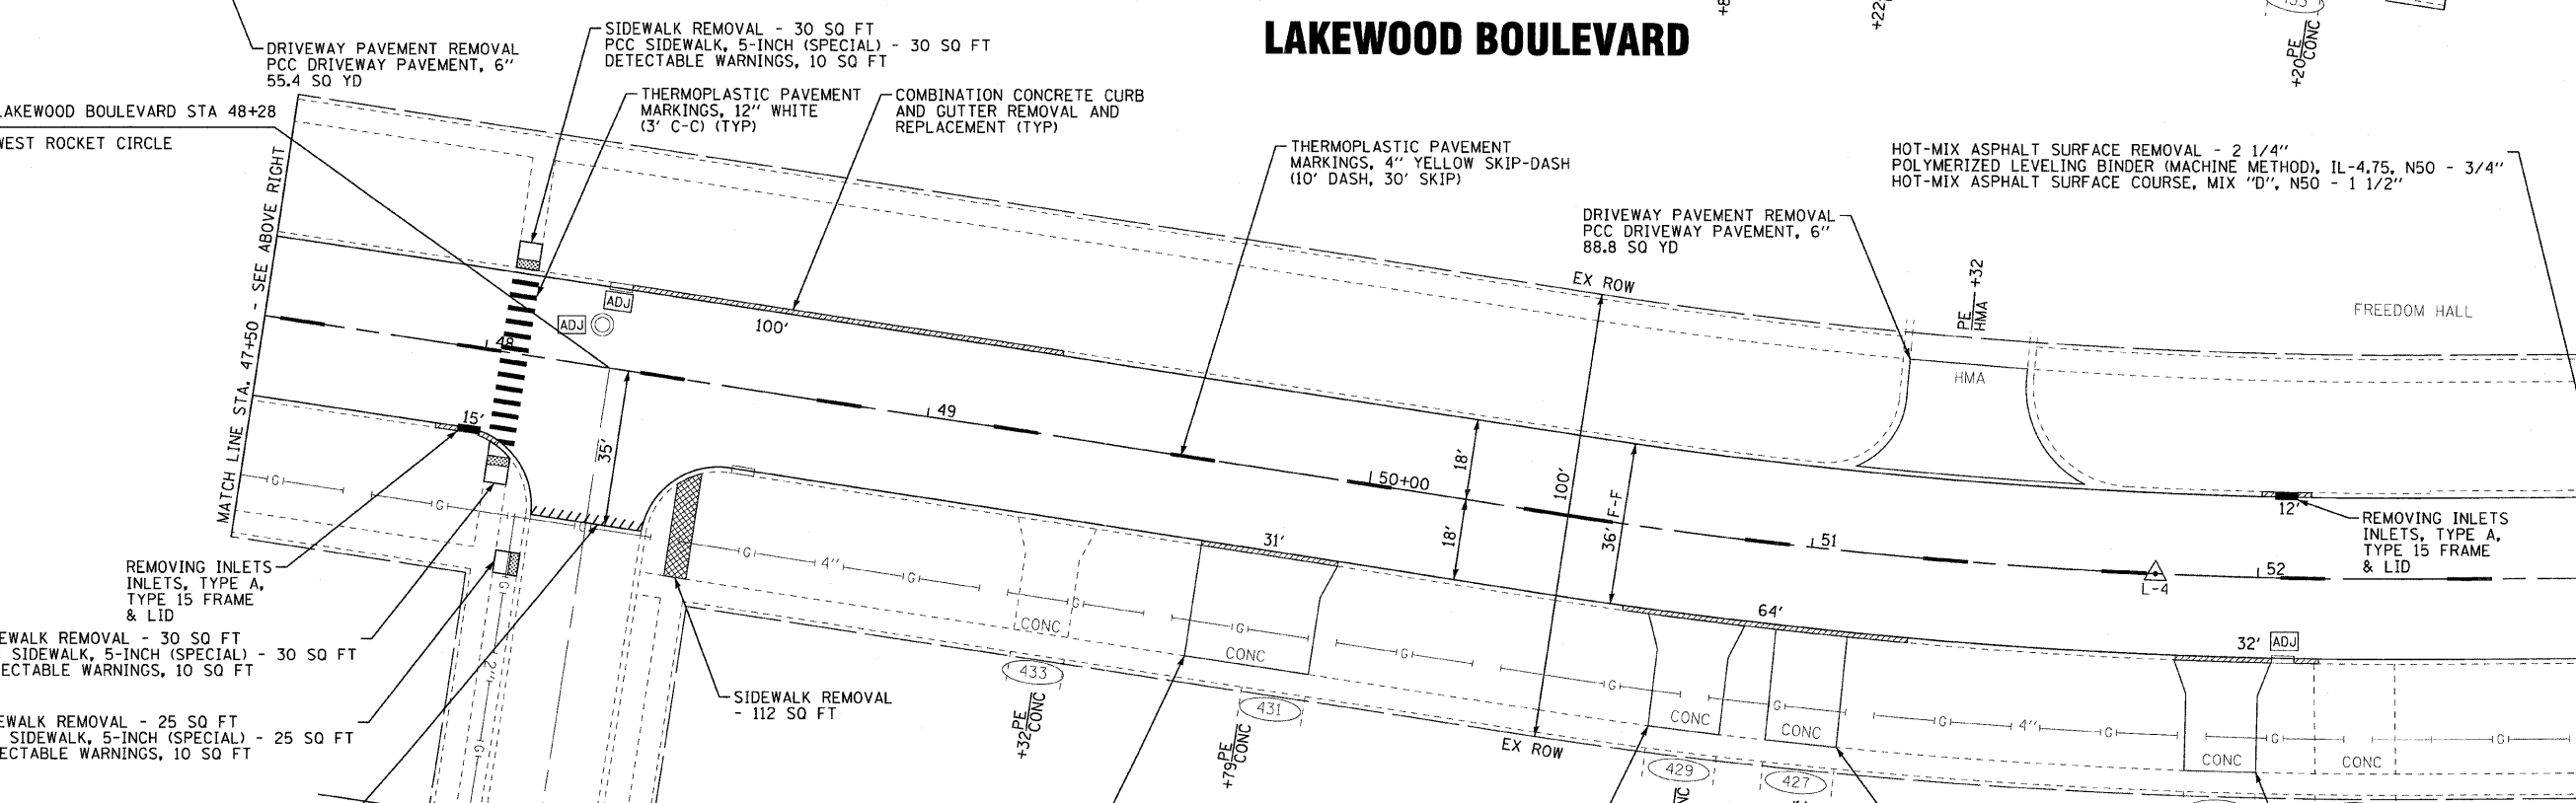 LAKEWOOD BOULEVARD
DRIVEWAY PAVEMENT REMOVAL
PCC DRIVEWAY PAVEMENT, 6"
55.4 SQ YD
SIDEWALK REMOVAL - 30 SQ FT
PCC SIDEWALK, 5-INCH (SPECIAL) - 30 SQ FT
DETECTABLE WARNINGS, 10 SQ FT
+20 PE
CONC
LAKEWOOD BOULEVARD STA 48+28
WEST ROCKET CIRCLE
THERMOPLASTIC PAVEMENT
MARKINGS, 12" WHITE
(3' C-C) (TYP)
COMBINATION CONCRETE CURB
AND GUTTER REMOVAL AND
REPLACEMENT (TYP)
THERMOPLASTIC PAVEMENT
MARKINGS, 4" YELLOW SKIP-DASH
(10' DASH, 30' SKIP)
HOT-MIX ASPHALT SURFACE REMOVAL - 2 1/4"
POLYMERIZED LEVELING BINDER (MACHINE METHOD), IL-4.75, N50 - 3/4"
HOT-MIX ASPHALT SURFACE COURSE, MIX "D", N50 - 1 1/2"
DRIVEWAY PAVEMENT REMOVAL
PCC DRIVEWAY PAVEMENT, 6"
88.8 SQ YD
MATCH LINE STA. 47+50 - SEE ABOVE RIGHT
EX ROW
PE +32
HMA
FREEDOM HALL
HMA
ADJ
ADJ
100'
48
49
50+00
51
52
L-4
15'
35'
18'
18'
100'
36' F-F
12'
REMOVING INLETS
INLETS, TYPE A,
TYPE 15 FRAME
& LID
REMOVING INLETS
INLETS, TYPE A,
TYPE 15 FRAME
& LID
G
G
G
G
4"
G
31'
64'
32'
ADJ
G
CONC
G
CONC
G
G
CONC
G
CONC
G
4"
G
G
CONC
CONC
G
EWALK REMOVAL - 30 SQ FT
SIDEWALK, 5-INCH (SPECIAL) - 30 SQ FT
ECTABLE WARNINGS, 10 SQ FT
EWALK REMOVAL - 25 SQ FT
SIDEWALK, 5-INCH (SPECIAL) - 25 SQ FT
ECTABLE WARNINGS, 10 SQ FT
G
2"
G
SIDEWALK REMOVAL
- 112 SQ FT
433
+32 PE
CONC
431
+79 PE
CONC
EX ROW
429
427